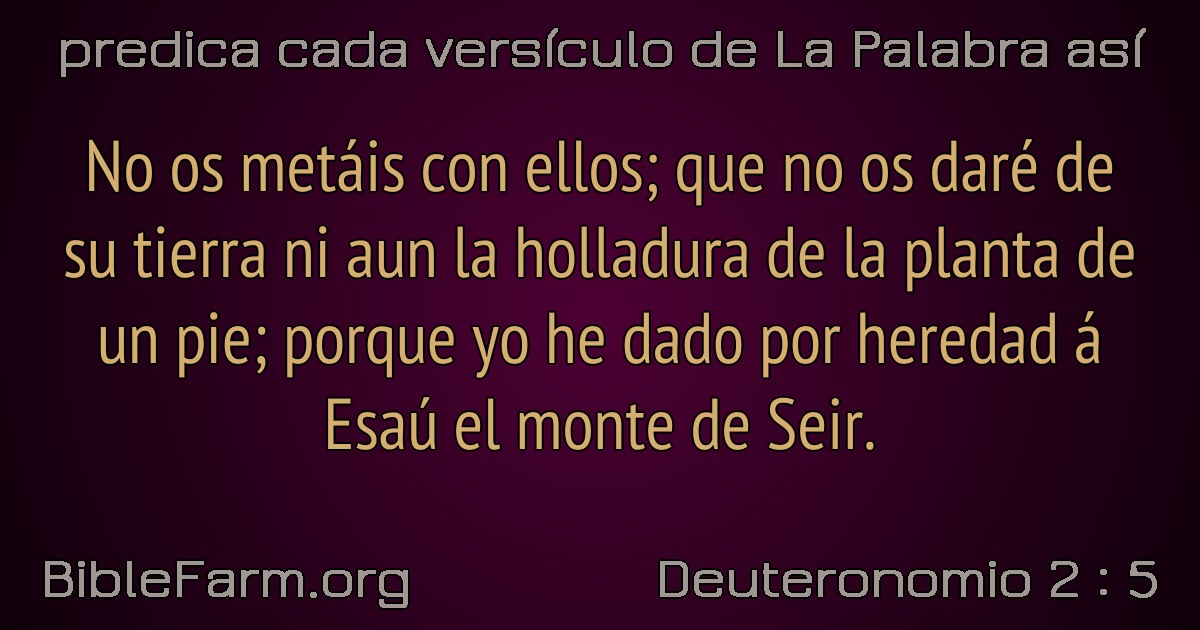 predica cada versículo de La Palabra así
No os metáis con ellos; que no os daré de
su tierra ni aun la holladura de la planta de
un pie; porque yo he dado por heredad á
Esaú el monte de Seir.
BibleFarm.org
Deuteronomio 2 : 5